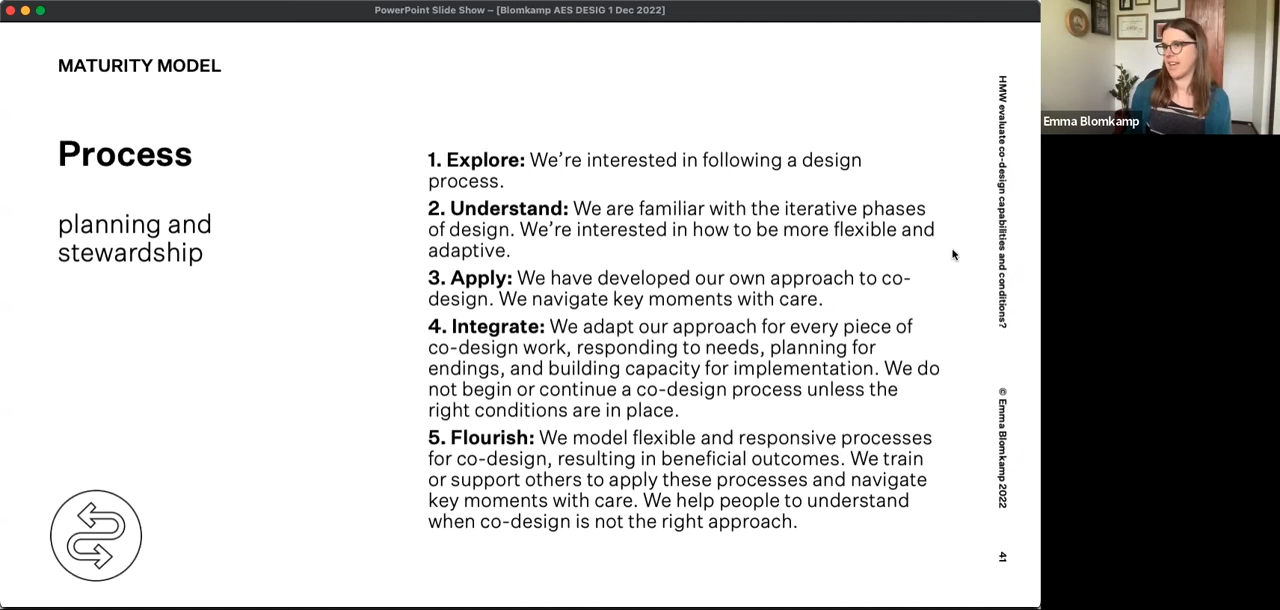 PowerPoint Slide Show – [Blomkamp AES DESIG 1 Dec 2022]
MATURITY MODEL
Process
planning and
stewardship
1. Explore: We’re interested in following a design
process.
2. Understand: We are familiar with the iterative phases
of design. We’re interested in how to be more flexible and
adaptive.
3. Apply: We have developed our own approach to co-
design. We navigate key moments with care.
4. Integrate: We adapt our approach for every piece of
co-design work, responding to needs, planning for
endings, and building capacity for implementation. We do
not begin or continue a co-design process unless the
right conditions are in place.
5. Flourish: We model flexible and responsive processes
for co-design, resulting in beneficial outcomes. We train
or support others to apply these processes and navigate
key moments with care. We help people to understand
when co-design is not the right approach.
HMW evaluate co-design capabilities and conditions?
© Emma Blomkamp 2022
41
Emma Blomkamp